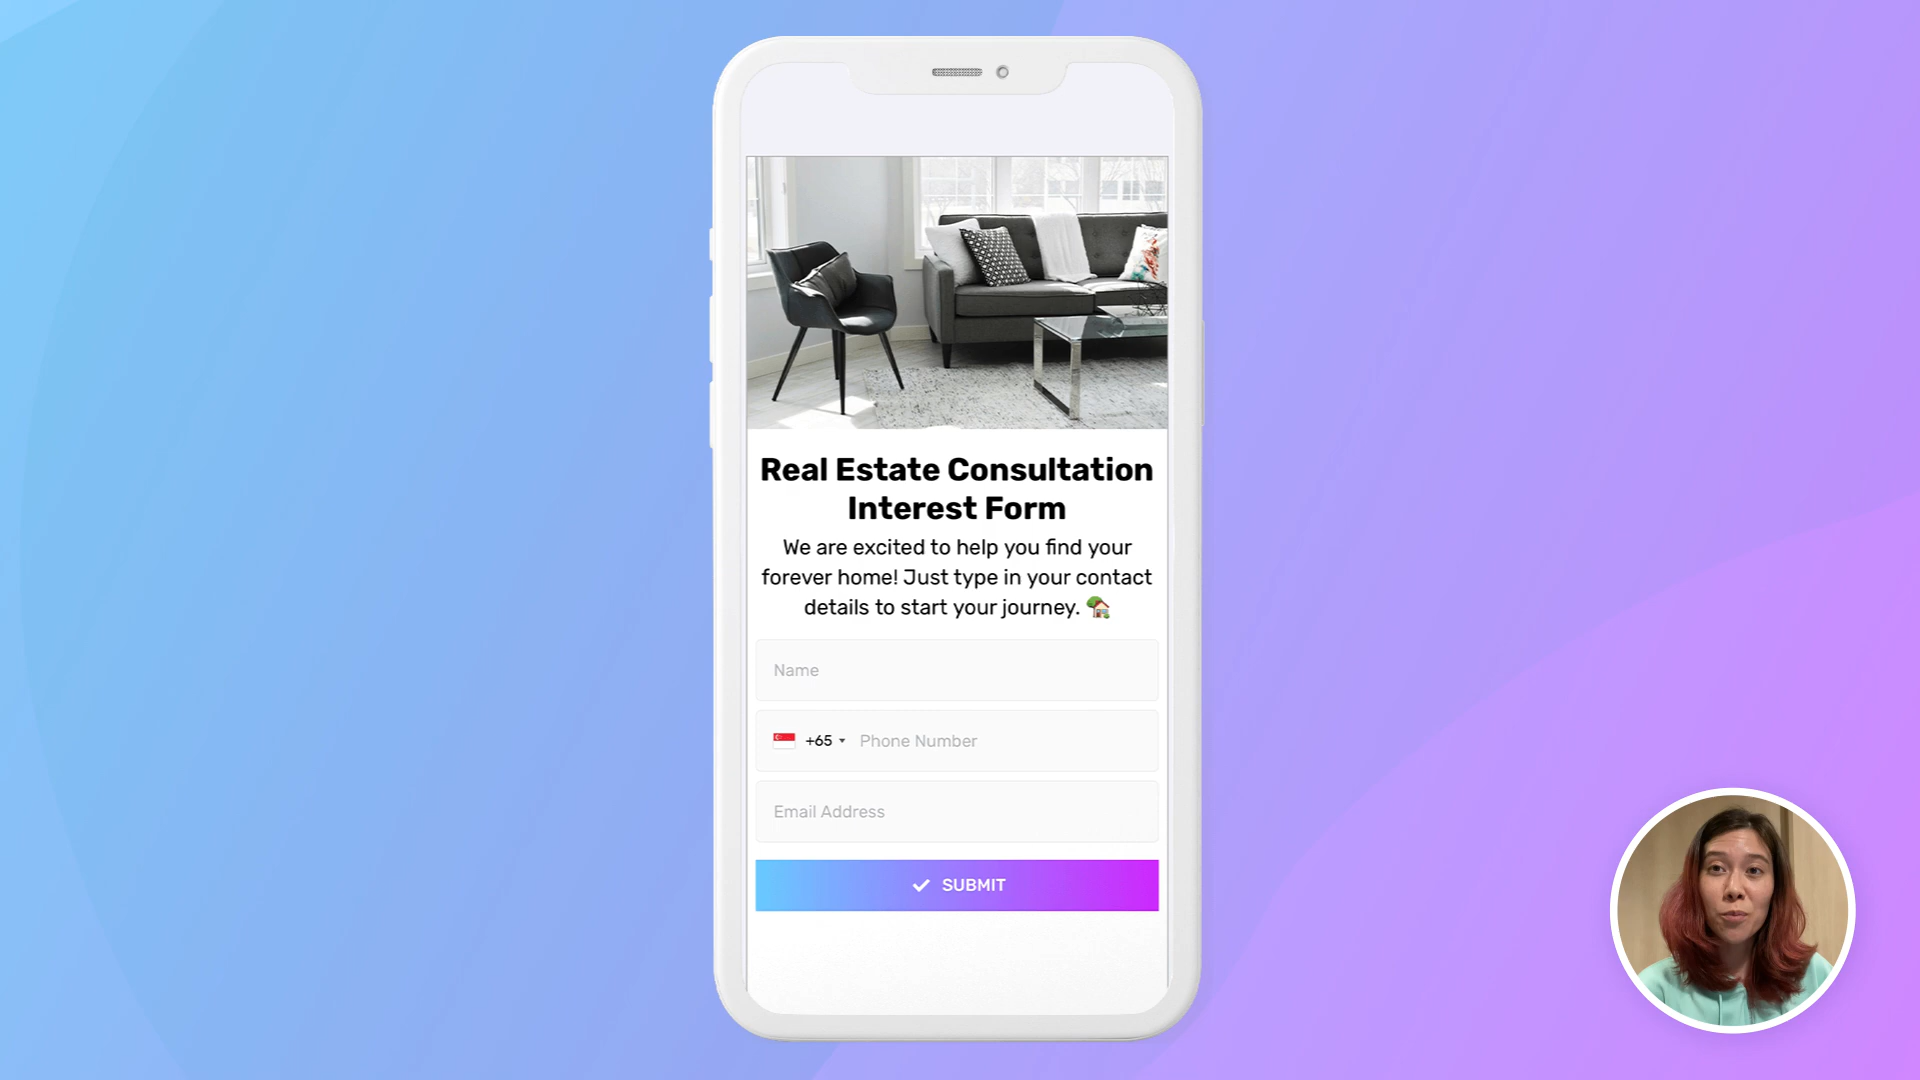 Real Estate Consultation
Interest Form
We are excited to help you find your
forever home! Just type in your contact
details to start your journey. 🏡
Name
+65 Phone Number
Email Address
SUBMIT